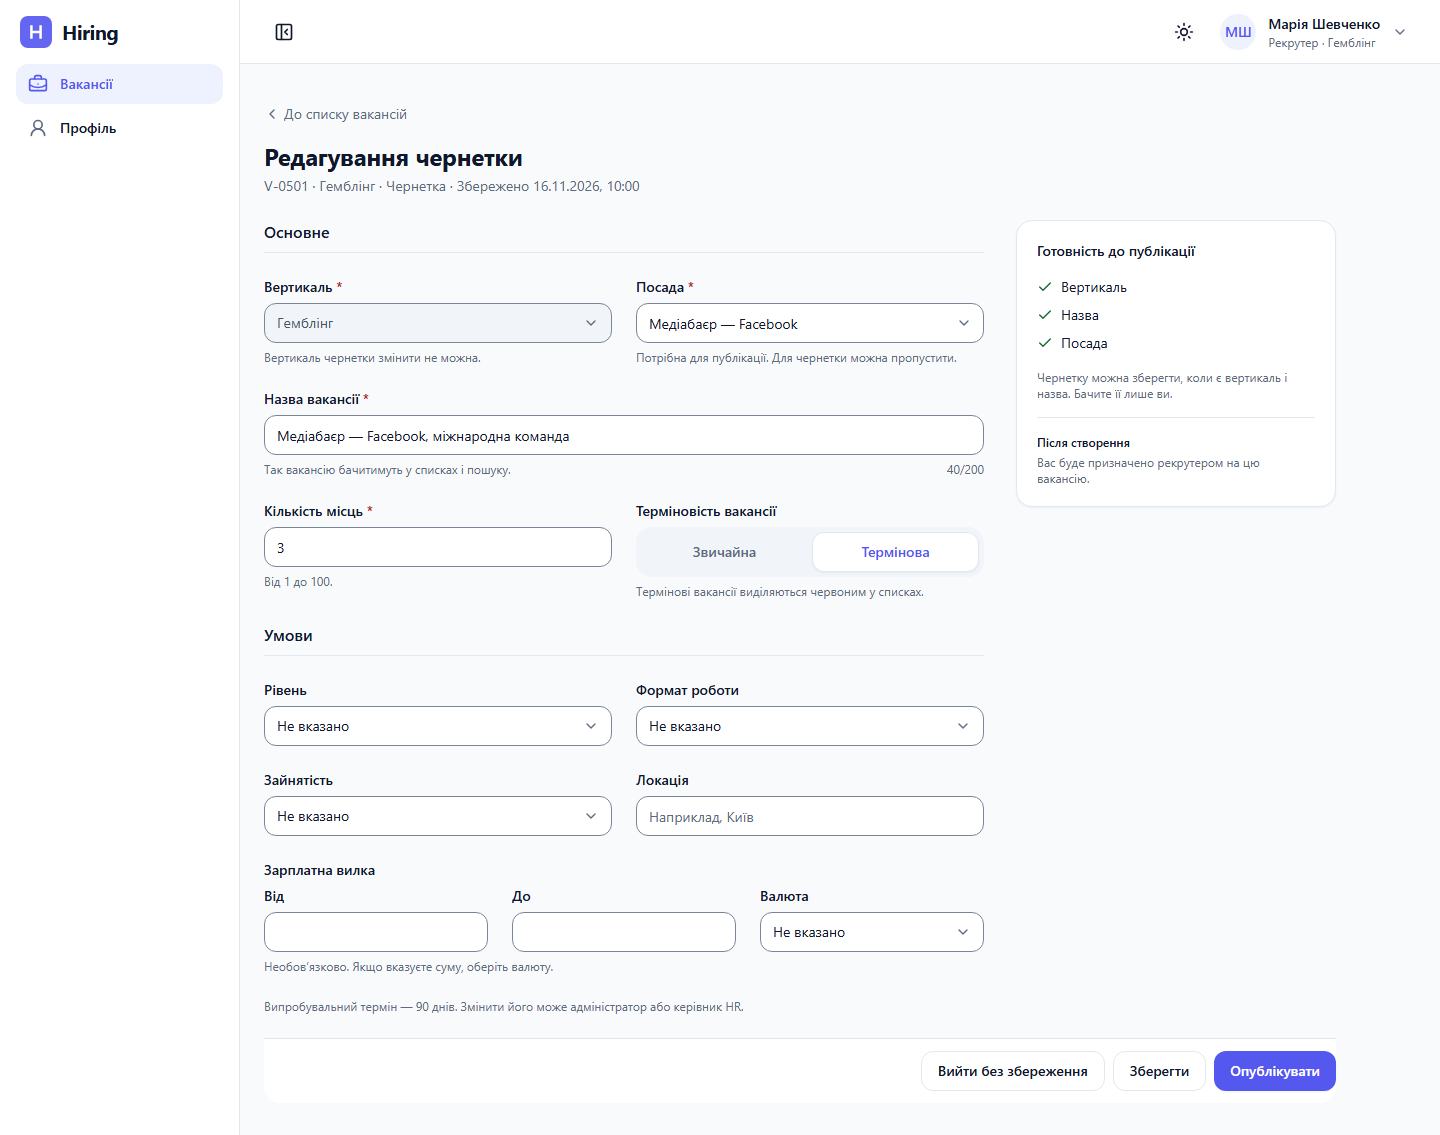 H Hiring
Вакансії
Профіль
МШ
Марія Шевченко
Рекрутер · Гемблінг
До списку вакансій
Редагування чернетки
V-0501 · Гемблінг · Чернетка · Збережено 16.11.2026, 10:00
Основне
Вертикаль *
Гемблінг
Вертикаль чернетки змінити не можна.
Посада *
Медіабаєр — Facebook
Потрібна для публікації. Для чернетки можна пропустити.
Назва вакансії *
Медіабаєр — Facebook, міжнародна команда
Так вакансію бачитимуть у списках і пошуку.
40/200
Кількість місць *
3
Від 1 до 100.
Терміновість вакансії
Звичайна
Термінова
Термінові вакансії виділяються червоним у списках.
Умови
Рівень
Не вказано
Формат роботи
Не вказано
Зайнятість
Не вказано
Локація
Наприклад, Київ
Зарплатна вилка
Від
До
Валюта
Не вказано
Необов'язково. Якщо вказуєте суму, оберіть валюту.
Випробувальний термін — 90 днів. Змінити його може адміністратор або керівник HR.
Готовність до публікації
Вертикаль
Назва
Посада
Чернетку можна зберегти, коли є вертикаль і
назва. Бачите її лише ви.
Після створення
Вас буде призначено рекрутером на цю
вакансію.
Вийти без збереження
Зберегти
Опублікувати